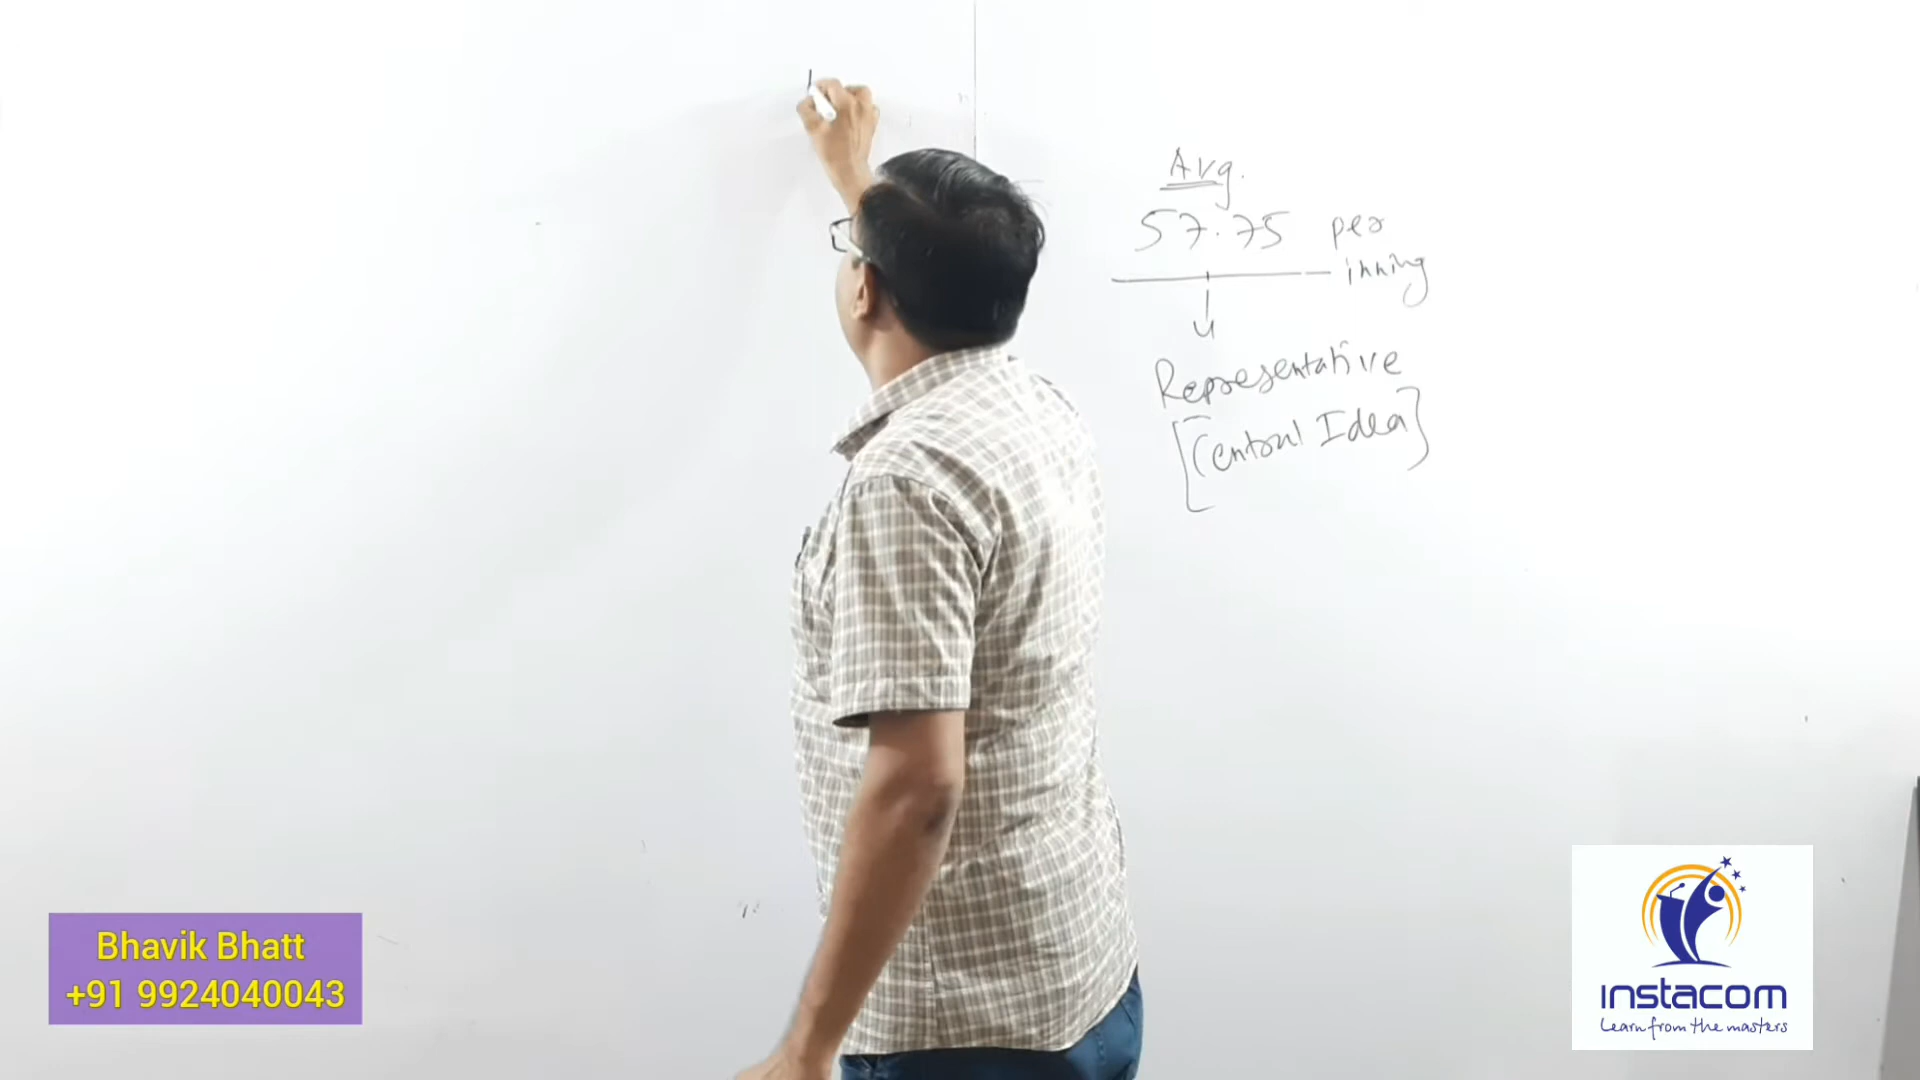 Avg.
57.75 per
inning
Representative
[Central Idea]
Bhavik Bhatt
+91 9924040043
instacom
Learn from the masters